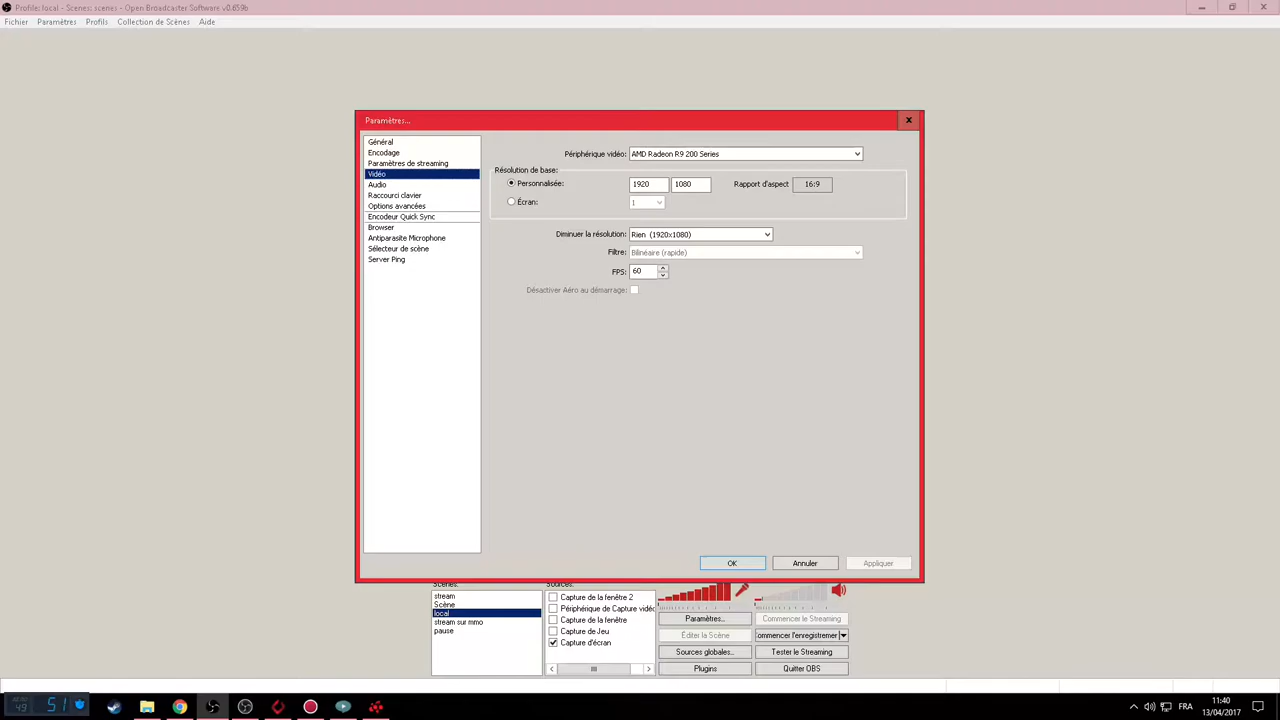 Profile: local - Scenes: scenes - Open Broadcaster Software v0.659b
Fichier Paramètres Profils Collection de Scènes Aide
Paramètres...
Général
Encodage
Paramètres de streaming
Vidéo
Audio
Raccourci clavier
Options avancées
Encodeur Quick Sync
Browser
Antiparasite Microphone
Sélecteur de scène
Server Ping
Périphérique vidéo: AMD Radeon R9 200 Series
Résolution de base:
Personnalisée: 1920 1080 Rapport d'aspect 16:9
Écran: 1
Diminuer la résolution: Rien (1920x1080)
Filtre: Bilinéaire (rapide)
FPS: 60
Désactiver Aéro au démarrage:
OK Annuler Appliquer
Scènes:
stream
Scène
local
stream sur mmo
pause
Sources:
Capture de la fenêtre 2
Périphérique de Capture vidéo
Capture de la fenêtre
Capture de Jeu
Capture d'écran
Paramètres... Commencer le Streaming
Éditer la Scène ommencer l'enregistremer
Sources globales... Tester le Streaming
Plugins Quitter OBS
49 51
FR
11:40
13/04/2017